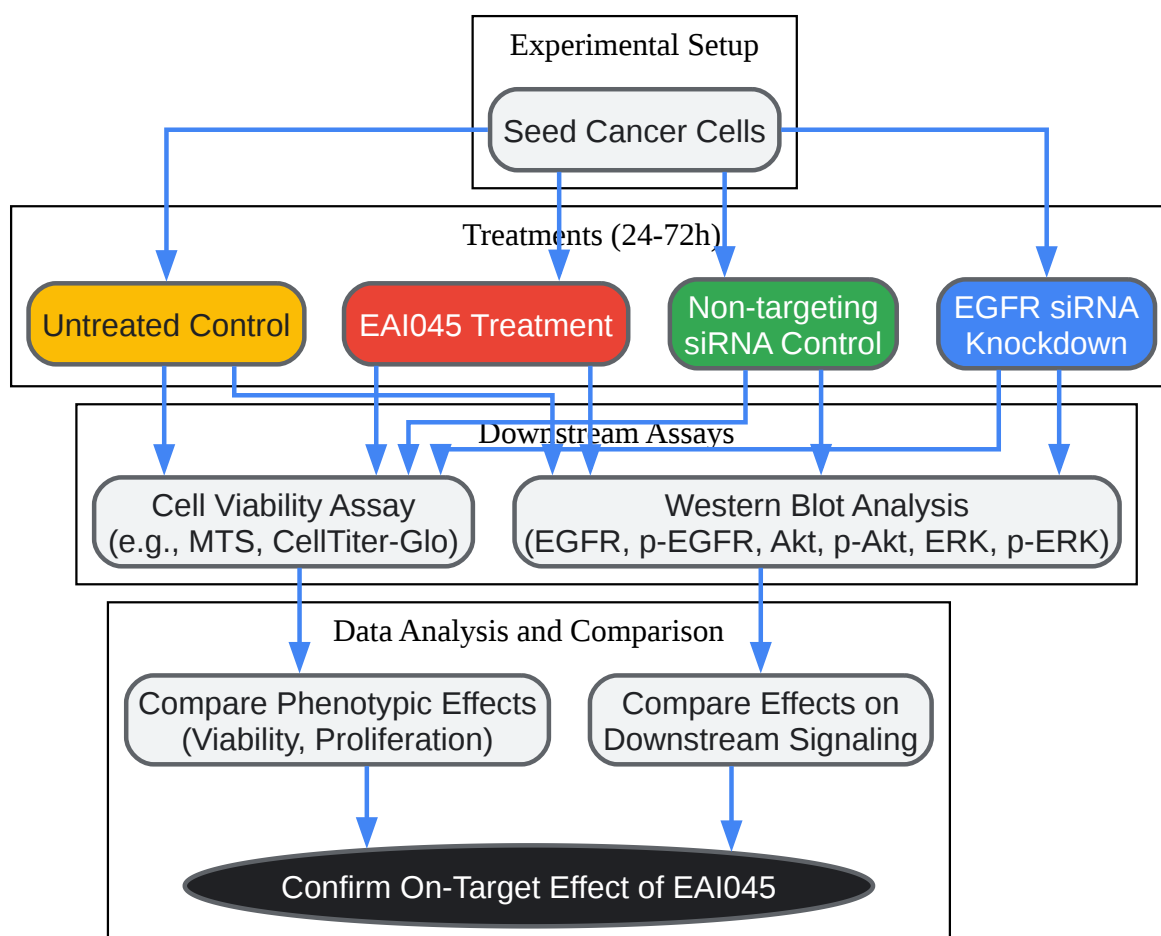 Experimental Setup
Seed Cancer Cells
Treatments (24-72h)
Untreated Control
EAI045 Treatment
Non-targeting
siRNA Control
EGFR siRNA
Knockdown
Downstream Assays
Cell Viability Assay
(e.g., MTS, CellTiter-Glo)
Western Blot Analysis
(EGFR, p-EGFR, Akt, p-Akt, ERK, p-ERK)
Data Analysis and Comparison
Compare Phenotypic Effects
(Viability, Proliferation)
Compare Effects on
Downstream Signaling
Confirm On-Target Effect of EAI045